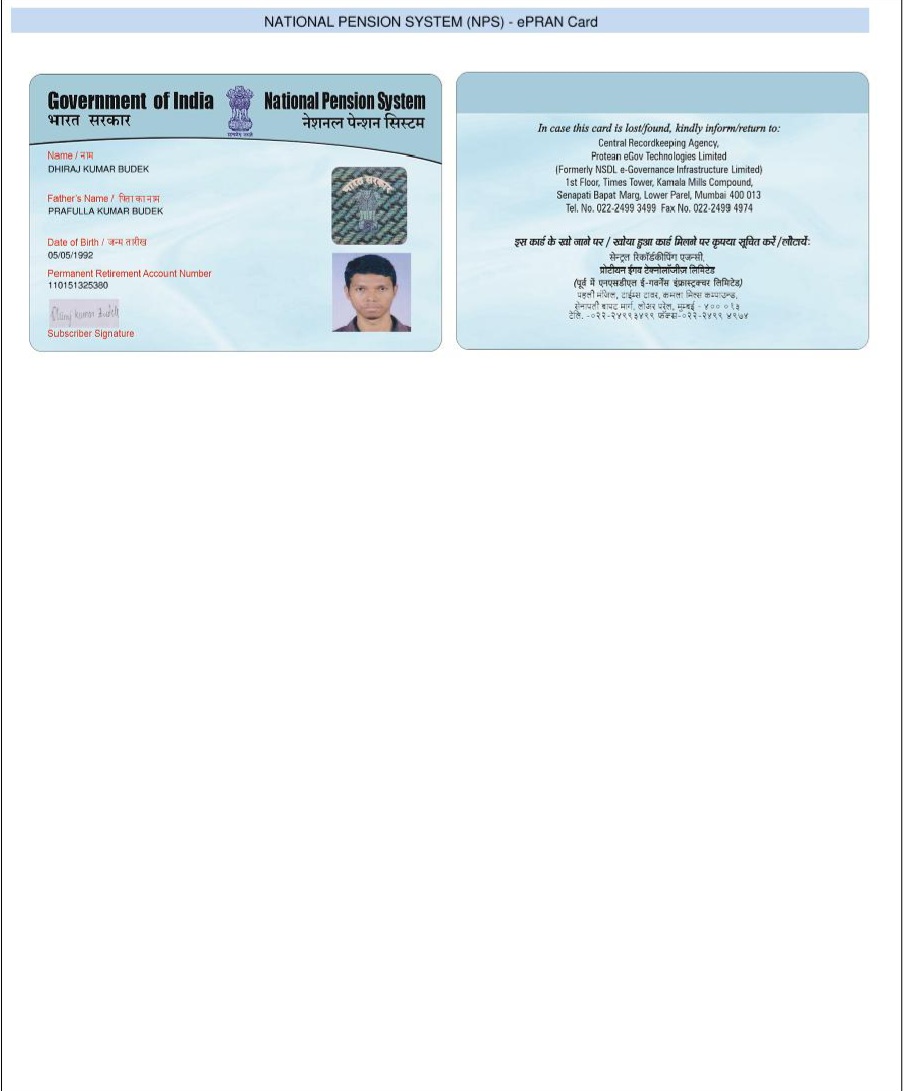 NATIONAL PENSION SYSTEM (NPS) - ePRAN Card
Government of India
भारत सरकार
National Pension System
नेशनल पेन्शन सिस्टम
सत्यमेव जयते
Name / नाम
DHIRAJ KUMAR BUDEK
Father's Name / पिता का नाम
PRAFULLA KUMAR BUDEK
Date of Birth / जन्म तारीख
05/05/1992
Permanent Retirement Account Number
110151325380
Dhiraj kumar Budek
Subscriber Signature
भारत सरकार
In case this card is lost/found, kindly inform/return to:
Central Recordkeeping Agency,
Protean eGov Technologies Limited
(Formerly NSDL e-Governance Infrastructure Limited)
1st Floor, Times Tower, Kamala Mills Compound,
Senapati Bapat Marg, Lower Parel, Mumbai 400 013
Tel. No. 022-2499 3499 Fax No. 022-2499 4974
इस कार्ड के खो जाने पर / खोया हुआ कार्ड मिलने पर कृपया सूचित करें /लौटायें:
सेन्ट्रल रिकॉर्डकीपिंग एजन्सी,
प्रोटीयन ईगव टेक्नोलॉजीज़ लिमिटेड
(पूर्व में एनएसडीएल ई-गवर्नेंस इंफ्रास्ट्रक्चर लिमिटेड)
पहली मंजिल, टाईम्स टावर, कमला मिल्स कम्पाऊन्ड,
सेनापती बापट मार्ग, लोअर परेल, मुम्बई - ४०० ०१३
टेलि. -०२२-२४९९३४९९ फॅक्स-०२२-२४९९ ४९७४